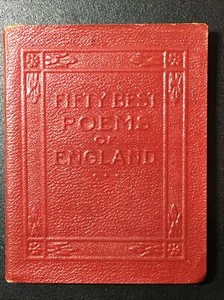 FIFTY BEST
POEMS
OF
ENGLAND